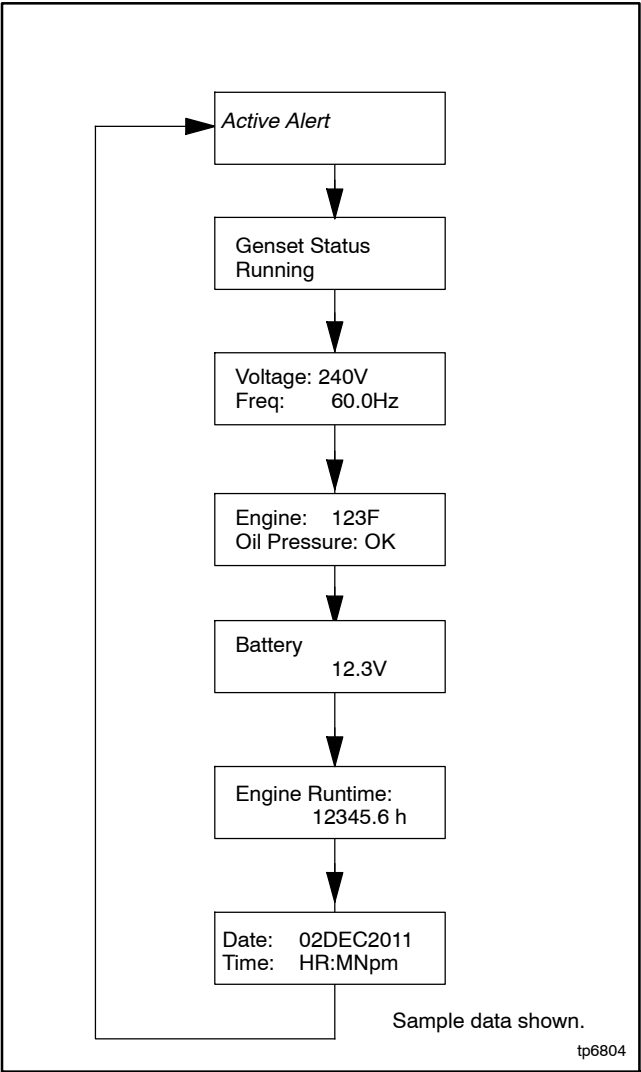 Active Alert
Genset Status
Running
Voltage: 240V
Freq: 60.0Hz
Engine: 123F
Oil Pressure: OK
Battery
12.3V
Engine Runtime:
12345.6 h
Date: 02DEC2011
Time: HR:MNpm
Sample data shown.
tp6804